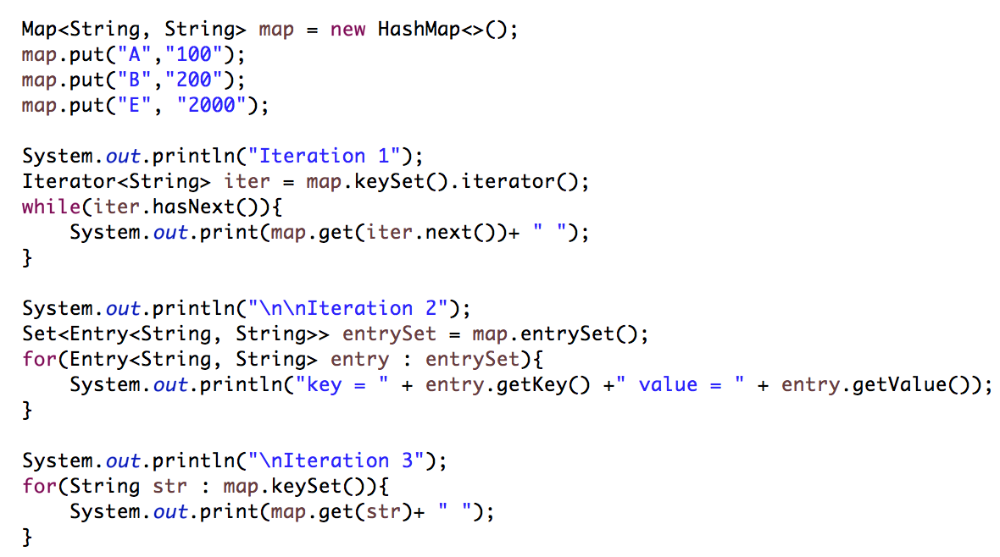 Map<String, String> map = new HashMap<>();
map.put("A","100");
map.put("B","200");
map.put("E", "2000");

System.out.println("Iteration 1");
Iterator<String> iter = map.keySet().iterator();
while(iter.hasNext()){
    System.out.print(map.get(iter.next())+ " ");
}

System.out.println("\n\nIteration 2");
Set<Entry<String, String>> entrySet = map.entrySet();
for(Entry<String, String> entry : entrySet){
    System.out.println("key = " + entry.getKey() +" value = " + entry.getValue());
}

System.out.println("\nIteration 3");
for(String str : map.keySet()){
    System.out.print(map.get(str)+ " ");
}